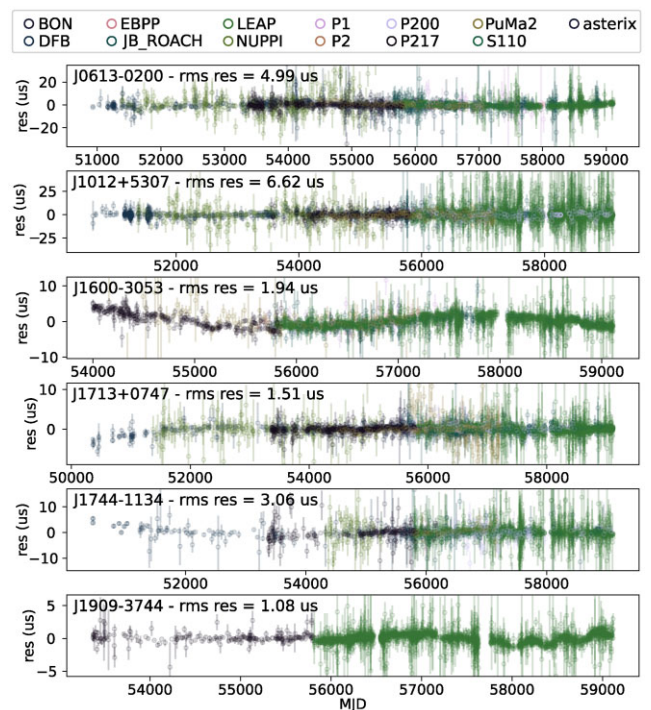 BON EBPP LEAP P1 P200 PuMa2 asterix
DFB JB_ROACH NUPPI P2 P217 S110
J0613-0200 - rms res = 4.99 us
res (us)
20
0
−20
51000 52000 53000 54000 55000 56000 57000 58000 59000
J1012+5307 - rms res = 6.62 us
res (us)
25
0
−25
52000 54000 56000 58000
J1600-3053 - rms res = 1.94 us
res (us)
10
0
−10
54000 55000 56000 57000 58000 59000
J1713+0747 - rms res = 1.51 us
res (us)
10
0
50000 52000 54000 56000 58000
J1744-1134 - rms res = 3.06 us
res (us)
10
0
−10
52000 54000 56000 58000
J1909-3744 - rms res = 1.08 us
res (us)
5
0
−5
54000 55000 56000 57000 58000 59000
MJD